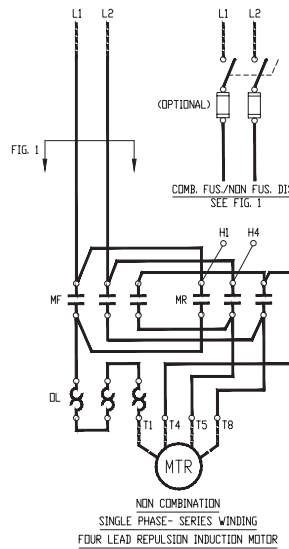 L1 L2 L1 L2
(OPTIONAL)
FIG. 1
COMB. FUS./NON FUS. DIS
SEE FIG. 1
H1 H4
MF MR
OL
T1 T4 T5 T8
MTR
NON COMBINATION
SINGLE PHASE- SERIES WINDING
FOUR LEAD REPULSION INDUCTION MOTOR